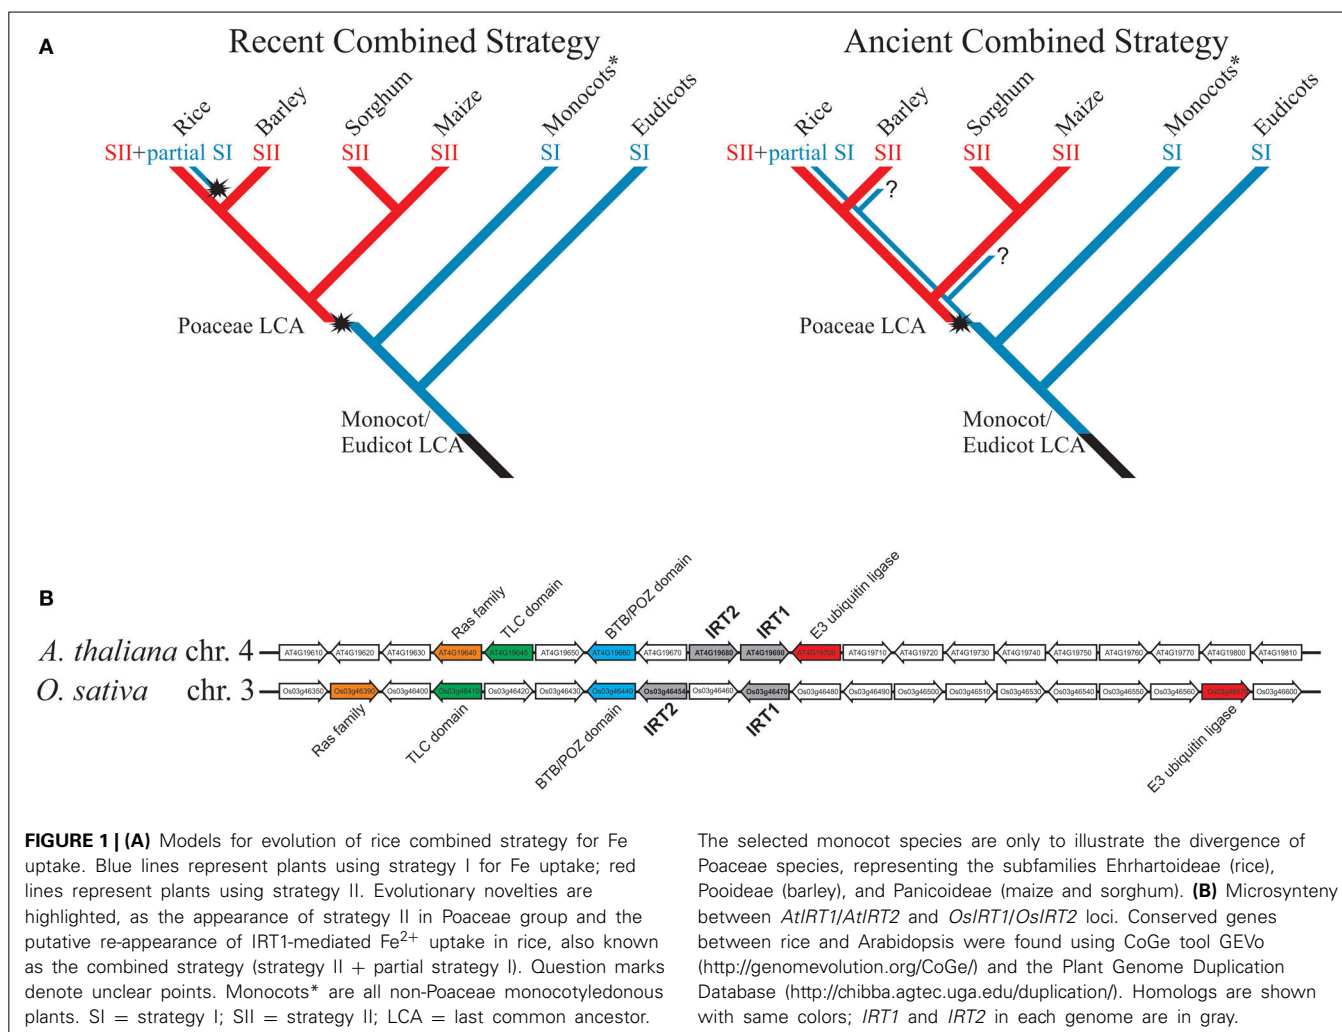 A
Recent Combined Strategy
Rice
Barley
Sorghum
Maize
Monocots*
Eudicots
SII+partial SI
SII
SII
SII
SI
SI
Poaceae LCA
Monocot/
Eudicot LCA
Ancient Combined Strategy
Rice
Barley
Sorghum
Maize
Monocots*
Eudicots
SII+partial SI
SII
SII
SII
SI
SI
?
?
Poaceae LCA
Monocot/
Eudicot LCA
B
Ras family
TLC domain
BTB/POZ domain
IRT2
IRT1
E3 ubiquitin ligase
A. thaliana chr. 4
AT4G19610 AT4G19620 AT4G19630 AT4G19640 AT4G19645 AT4G19650 AT4G19660 AT4G19670 AT4G19680 AT4G19690 AT4G19700 AT4G19710 AT4G19720 AT4G19730 AT4G19740 AT4G19750 AT4G19760 AT4G19770 AT4G19800 AT4G19810
O. sativa chr. 3
Os03g46350 Os03g46390 Os03g46400 Os03g46410 Os03g46420 Os03g46430 Os03g46440 Os03g46454 Os03g46460 Os03g46470 Os03g46480 Os03g46490 Os03g46500 Os03g46510 Os03g46530 Os03g46540 Os03g46550 Os03g46560 Os03g46600
Ras family
TLC domain
BTB/POZ domain
IRT2
IRT1
E3 ubiquitin ligase
FIGURE 1 | (A) Models for evolution of rice combined strategy for Fe
uptake. Blue lines represent plants using strategy I for Fe uptake; red
lines represent plants using strategy II. Evolutionary novelties are
highlighted, as the appearance of strategy II in Poaceae group and the
putative re-appearance of IRT1-mediated Fe²⁺ uptake in rice, also known
as the combined strategy (strategy II + partial strategy I). Question marks
denote unclear points. Monocots* are all non-Poaceae monocotyledonous
plants. SI = strategy I; SII = strategy II; LCA = last common ancestor.
The selected monocot species are only to illustrate the divergence of
Poaceae species, representing the subfamilies Ehrhartoideae (rice),
Pooideae (barley), and Panicoideae (maize and sorghum). (B) Microsynteny
between AtIRT1/AtIRT2 and OsIRT1/OsIRT2 loci. Conserved genes
between rice and Arabidopsis were found using CoGe tool GEVo
(http://genomevolution.org/CoGe/) and the Plant Genome Duplication
Database (http://chibba.agtec.uga.edu/duplication/). Homologs are shown
with same colors; IRT1 and IRT2 in each genome are in gray.